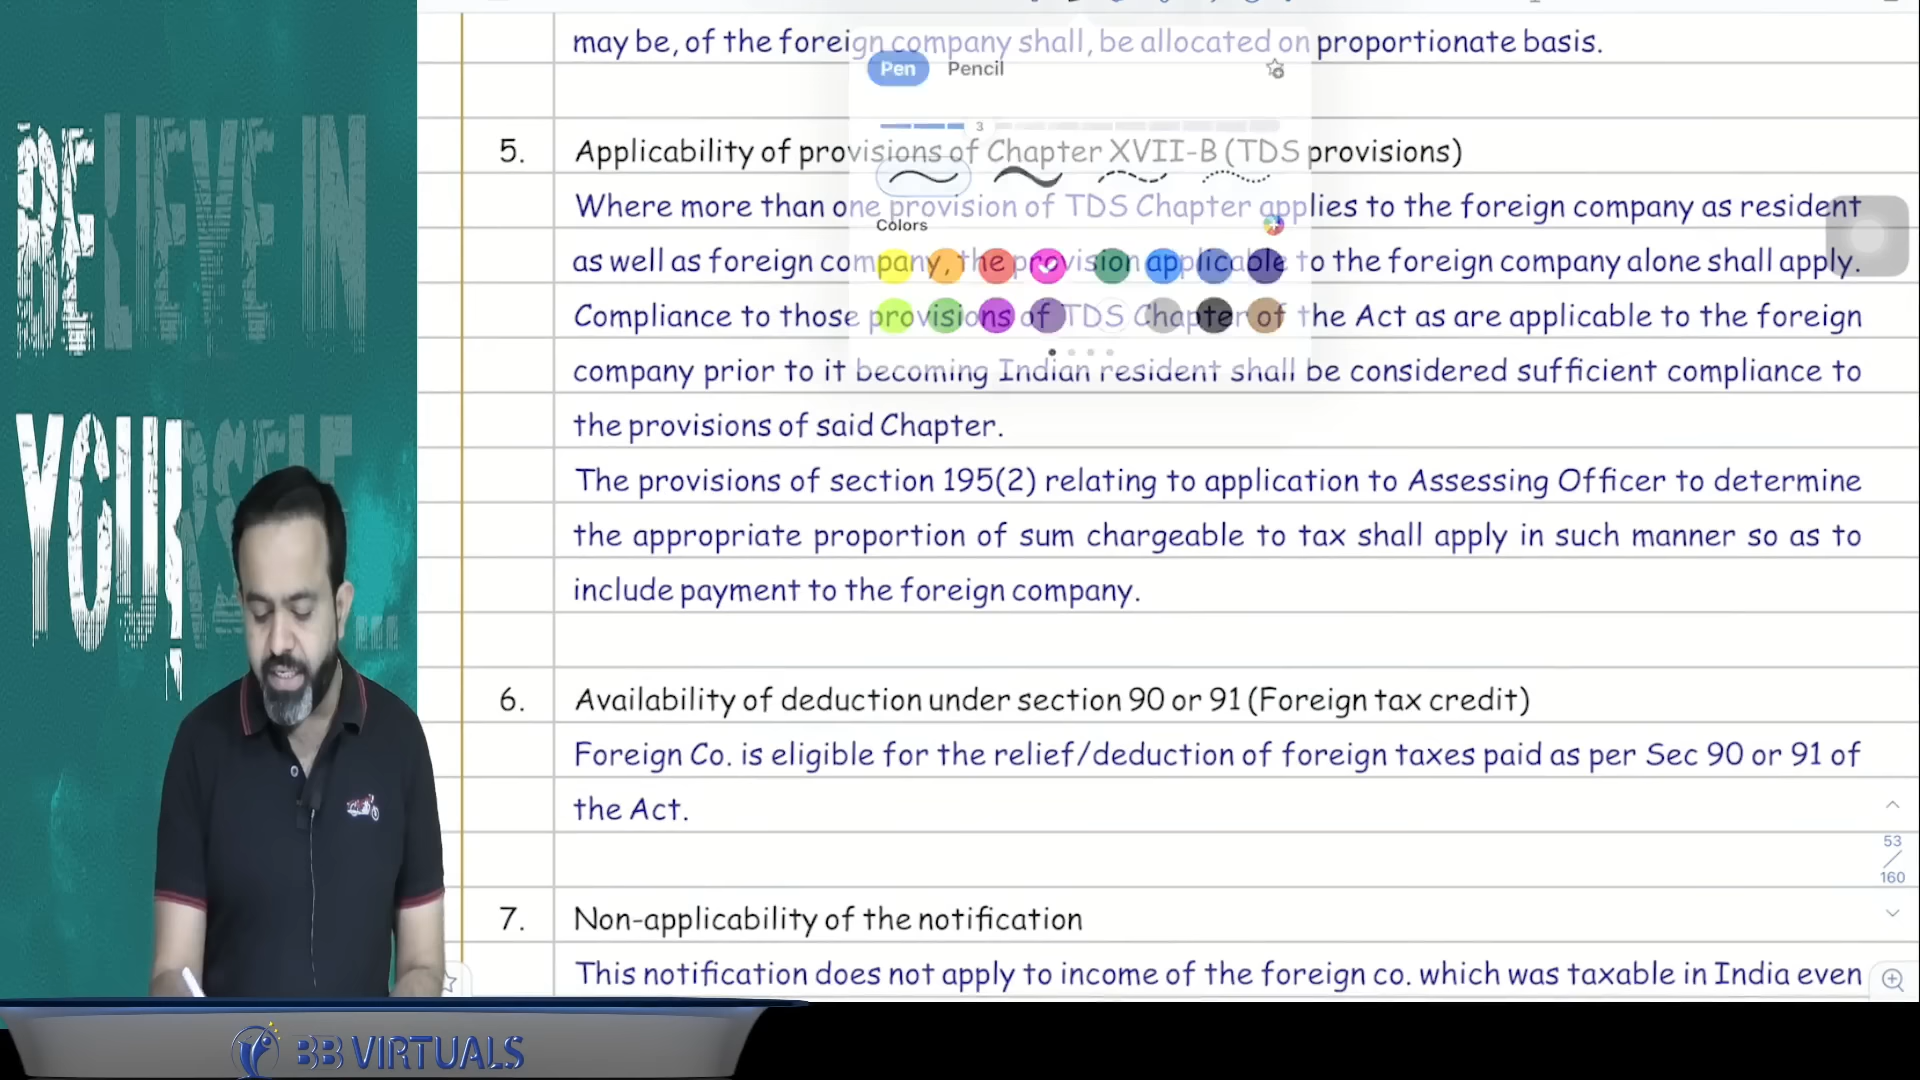 BELIEVE IN
YOURSELF...
may be, of the foreign company shall, be allocated on proportionate basis.
Pen Pencil
3
5. Applicability of provisions of Chapter XVII-B (TDS provisions)
Where more than one provision of TDS Chapter applies to the foreign company as resident
Colors
as well as foreign company, the provision applicable to the foreign company alone shall apply.
Compliance to those provisions of TDS Chapter of the Act as are applicable to the foreign
company prior to it becoming Indian resident shall be considered sufficient compliance to
the provisions of said Chapter.
The provisions of section 195(2) relating to application to Assessing Officer to determine
the appropriate proportion of sum chargeable to tax shall apply in such manner so as to
include payment to the foreign company.
6. Availability of deduction under section 90 or 91 (Foreign tax credit)
Foreign Co. is eligible for the relief/deduction of foreign taxes paid as per Sec 90 or 91 of
the Act.
53
160
7. Non-applicability of the notification
This notification does not apply to income of the foreign co. which was taxable in India even
BB VIRTUALS